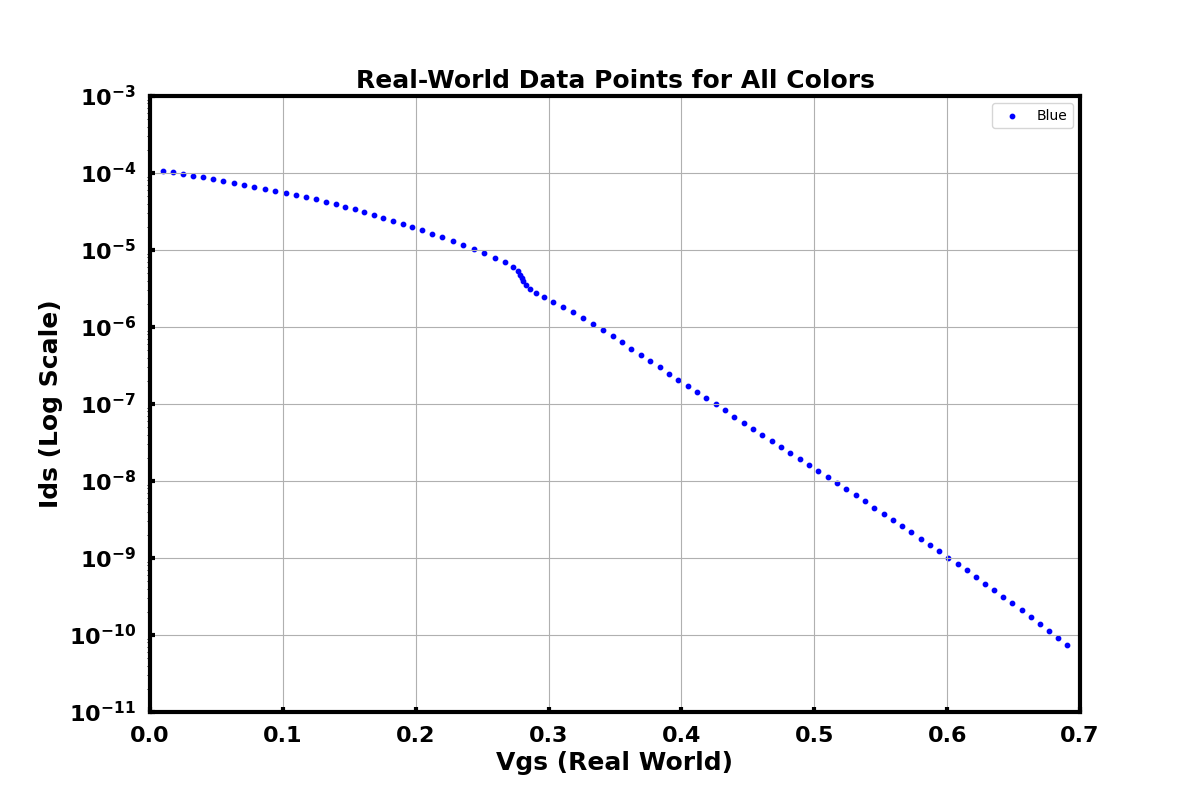 Real-World Data Points for All Colors
Blue
10⁻³
10⁻⁴
10⁻⁵
10⁻⁶
10⁻⁷
10⁻⁸
10⁻⁹
10⁻¹⁰
10⁻¹¹
Ids (Log Scale)
0.0 0.1 0.2 0.3 0.4 0.5 0.6 0.7
Vgs (Real World)